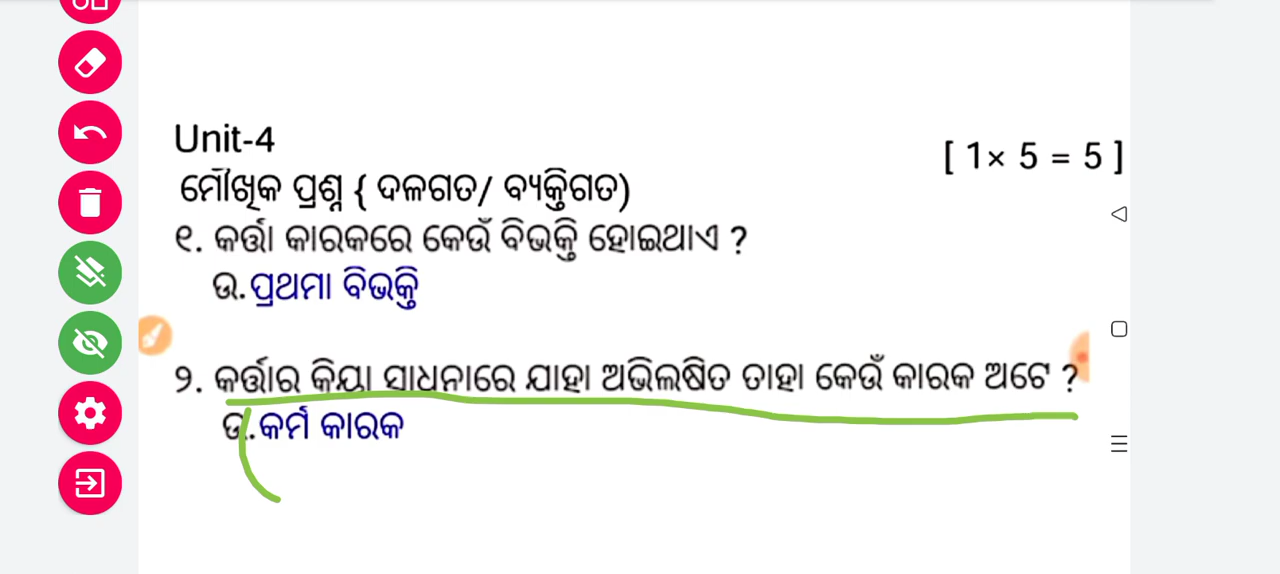 Unit-4
[ 1× 5 = 5 ]
ମୌଖିକ ପ୍ରଶ୍ନ { ଦଳଗତ/ ବ୍ୟକ୍ତିଗତ)
୧. କର୍ତ୍ତା କାରକରେ କେଉଁ ବିଭକ୍ତି ହୋଇଥାଏ ?
ଉ.ପ୍ରଥମା ବିଭକ୍ତି
୨. କର୍ତ୍ତାର କ୍ରିୟା ସାଧନାରେ ଯାହା ଅଭିଲଷିତ ତାହା କେଉଁ କାରକ ଅଟେ ?
ଉ.କର୍ମ କାରକ